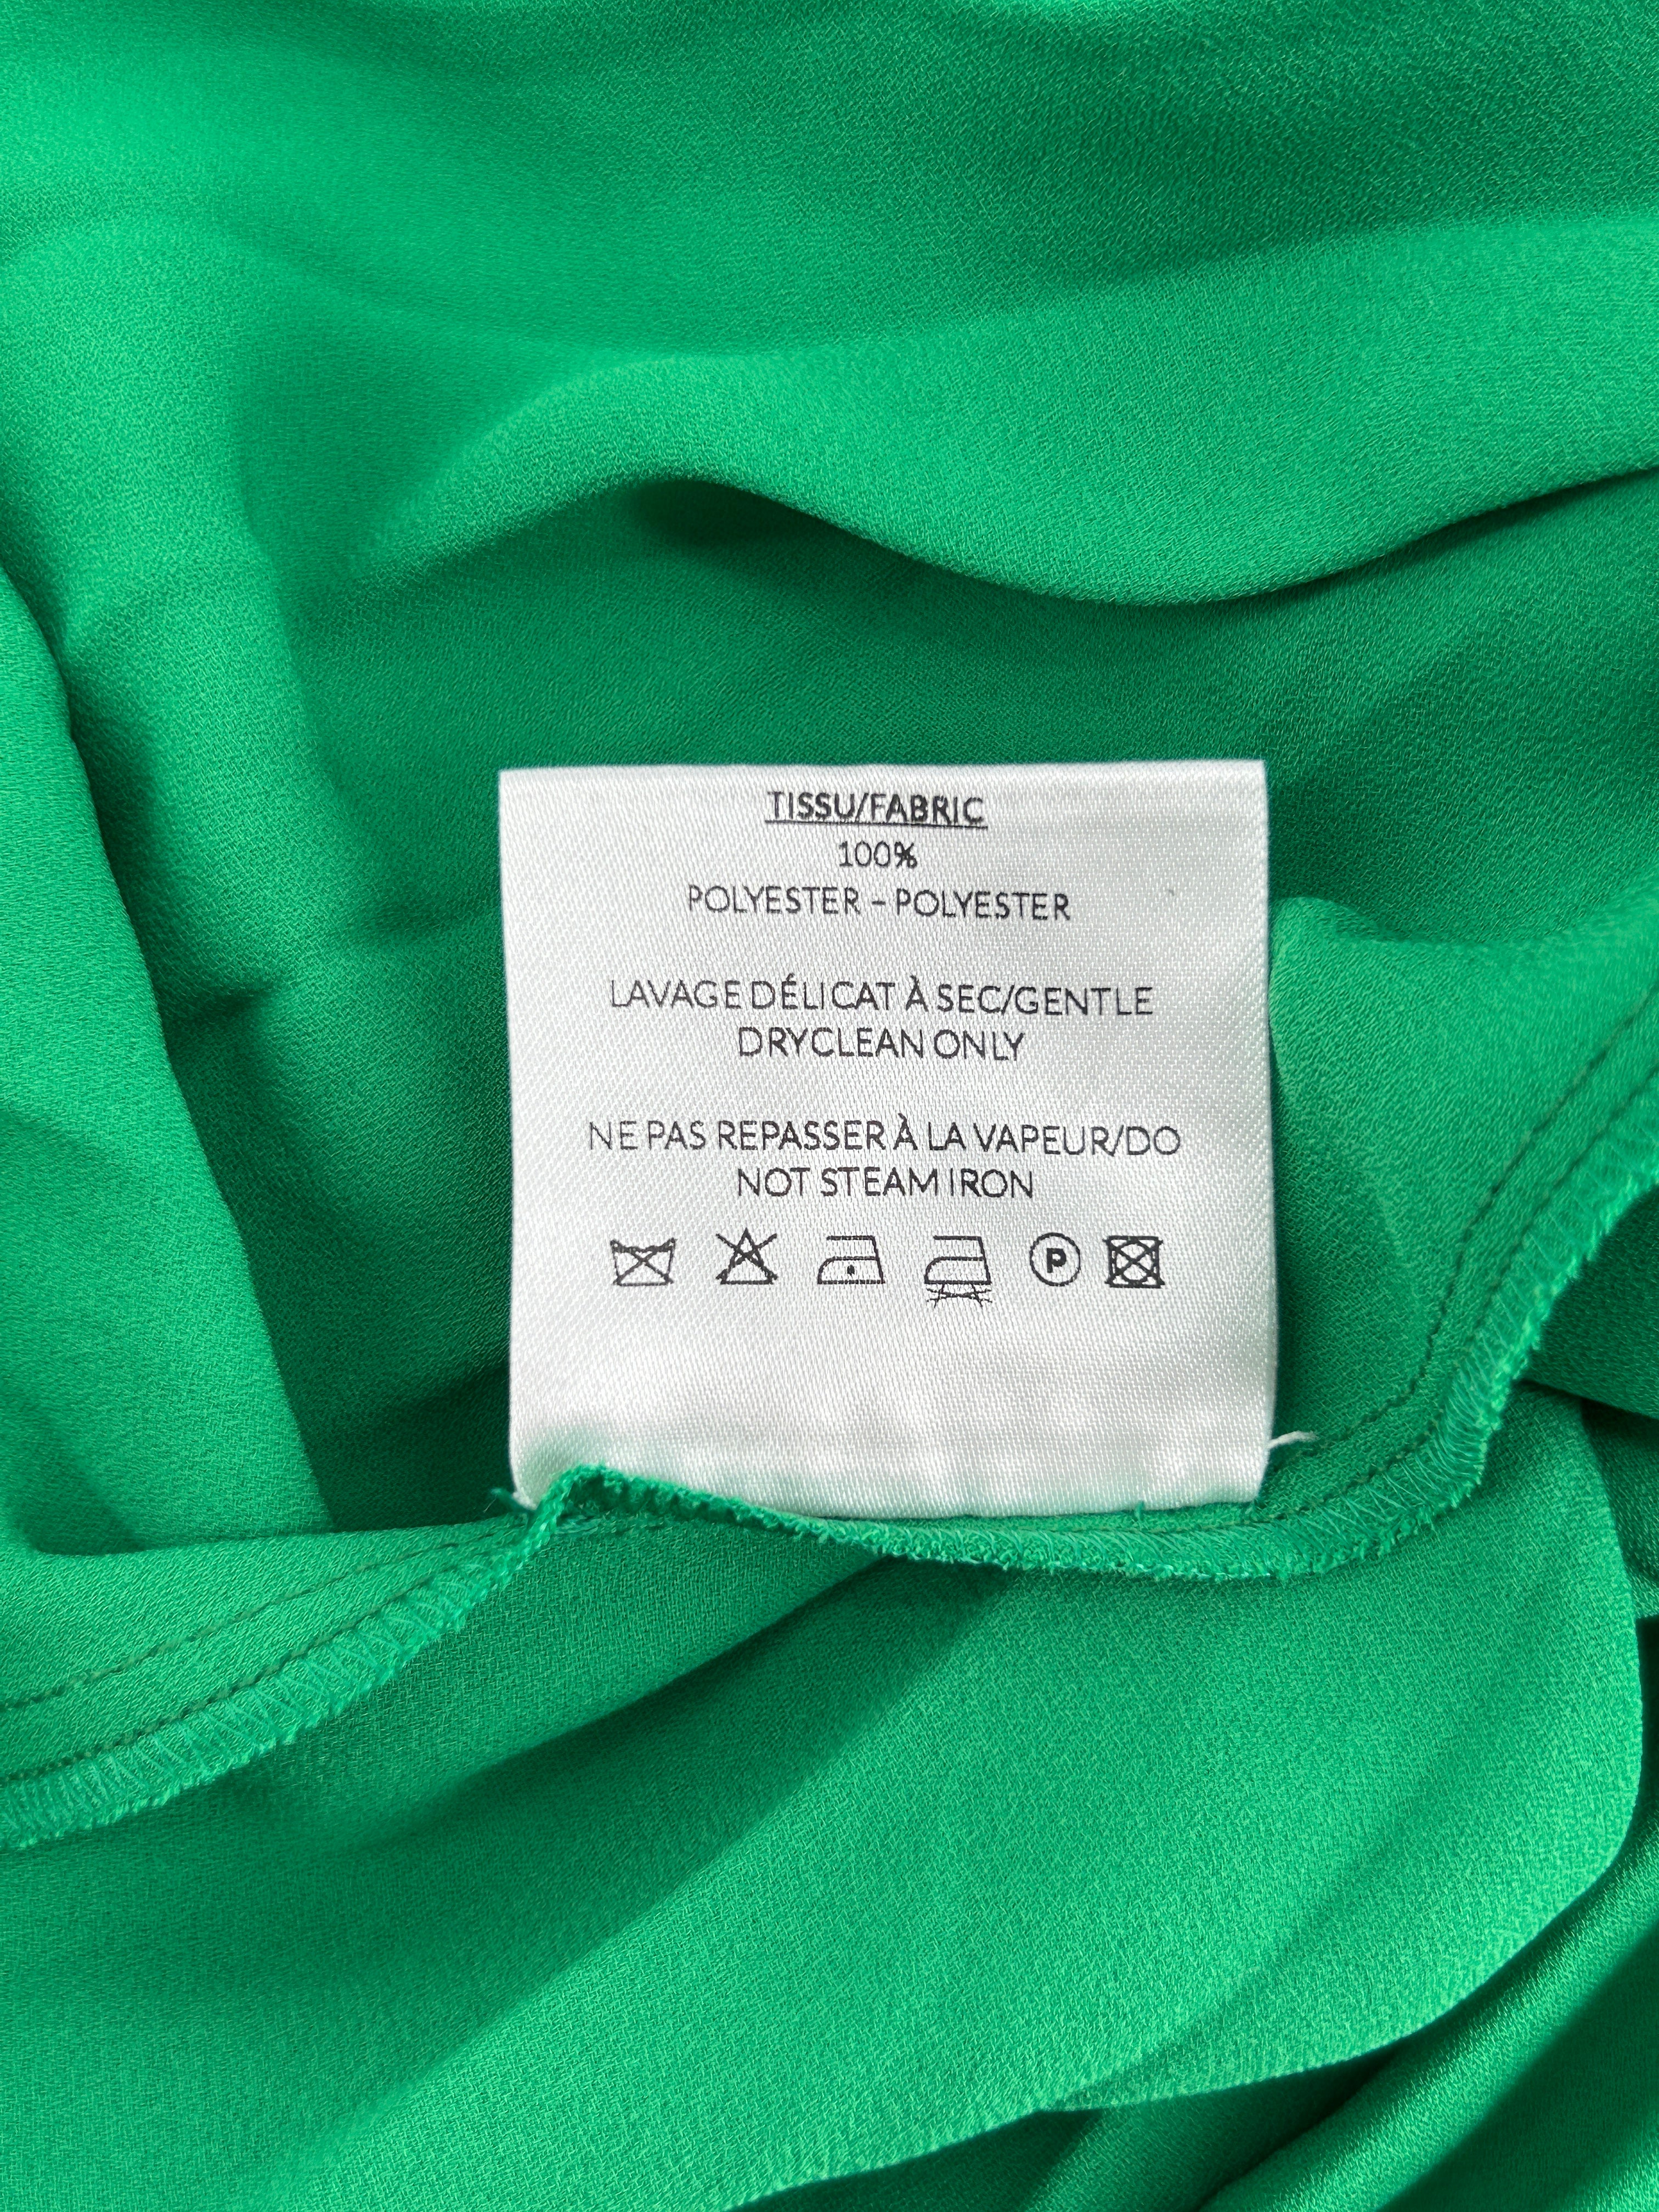 TISSU/FABRIC
100%
POLYESTER - POLYESTER
LAVAGE DÉLICAT À SEC/GENTLE
DRYCLEAN ONLY
NE PAS REPASSER À LA VAPEUR/DO
NOT STEAM IRON
P